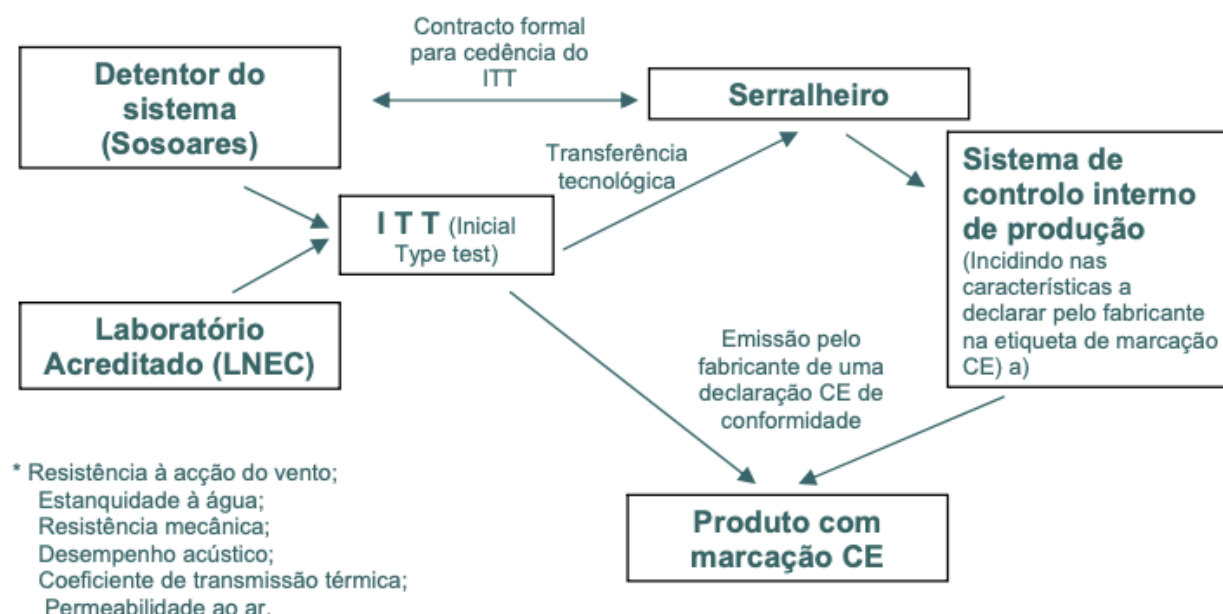 Contracto formal
para cedência do
ITT
Detentor do
sistema
(Sosoares)
Serralheiro
Transferência
tecnológica
Sistema de
controlo interno
de produção
(Incidindo nas
características a
declarar pelo fabricante
na etiqueta de marcação
CE) a)
I T T (Inicial
Type test)
Laboratório
Acreditado (LNEC)
Emissão pelo
fabricante de uma
declaração CE de
conformidade
* Resistência à acção do vento;
Estanquidade à água;
Resistência mecânica;
Desempenho acústico;
Coeficiente de transmissão térmica;
Permeabilidade ao ar.
Produto com
marcação CE